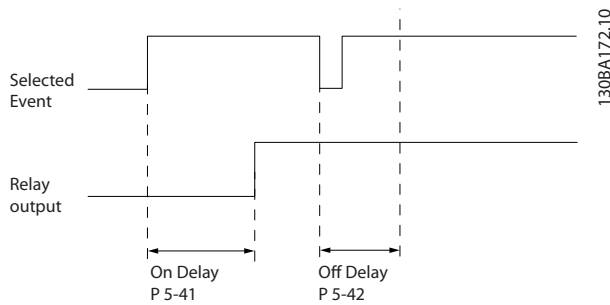 130BA172.10
Selected
Event
Relay
output
On Delay
P 5-41
Off Delay
P 5-42